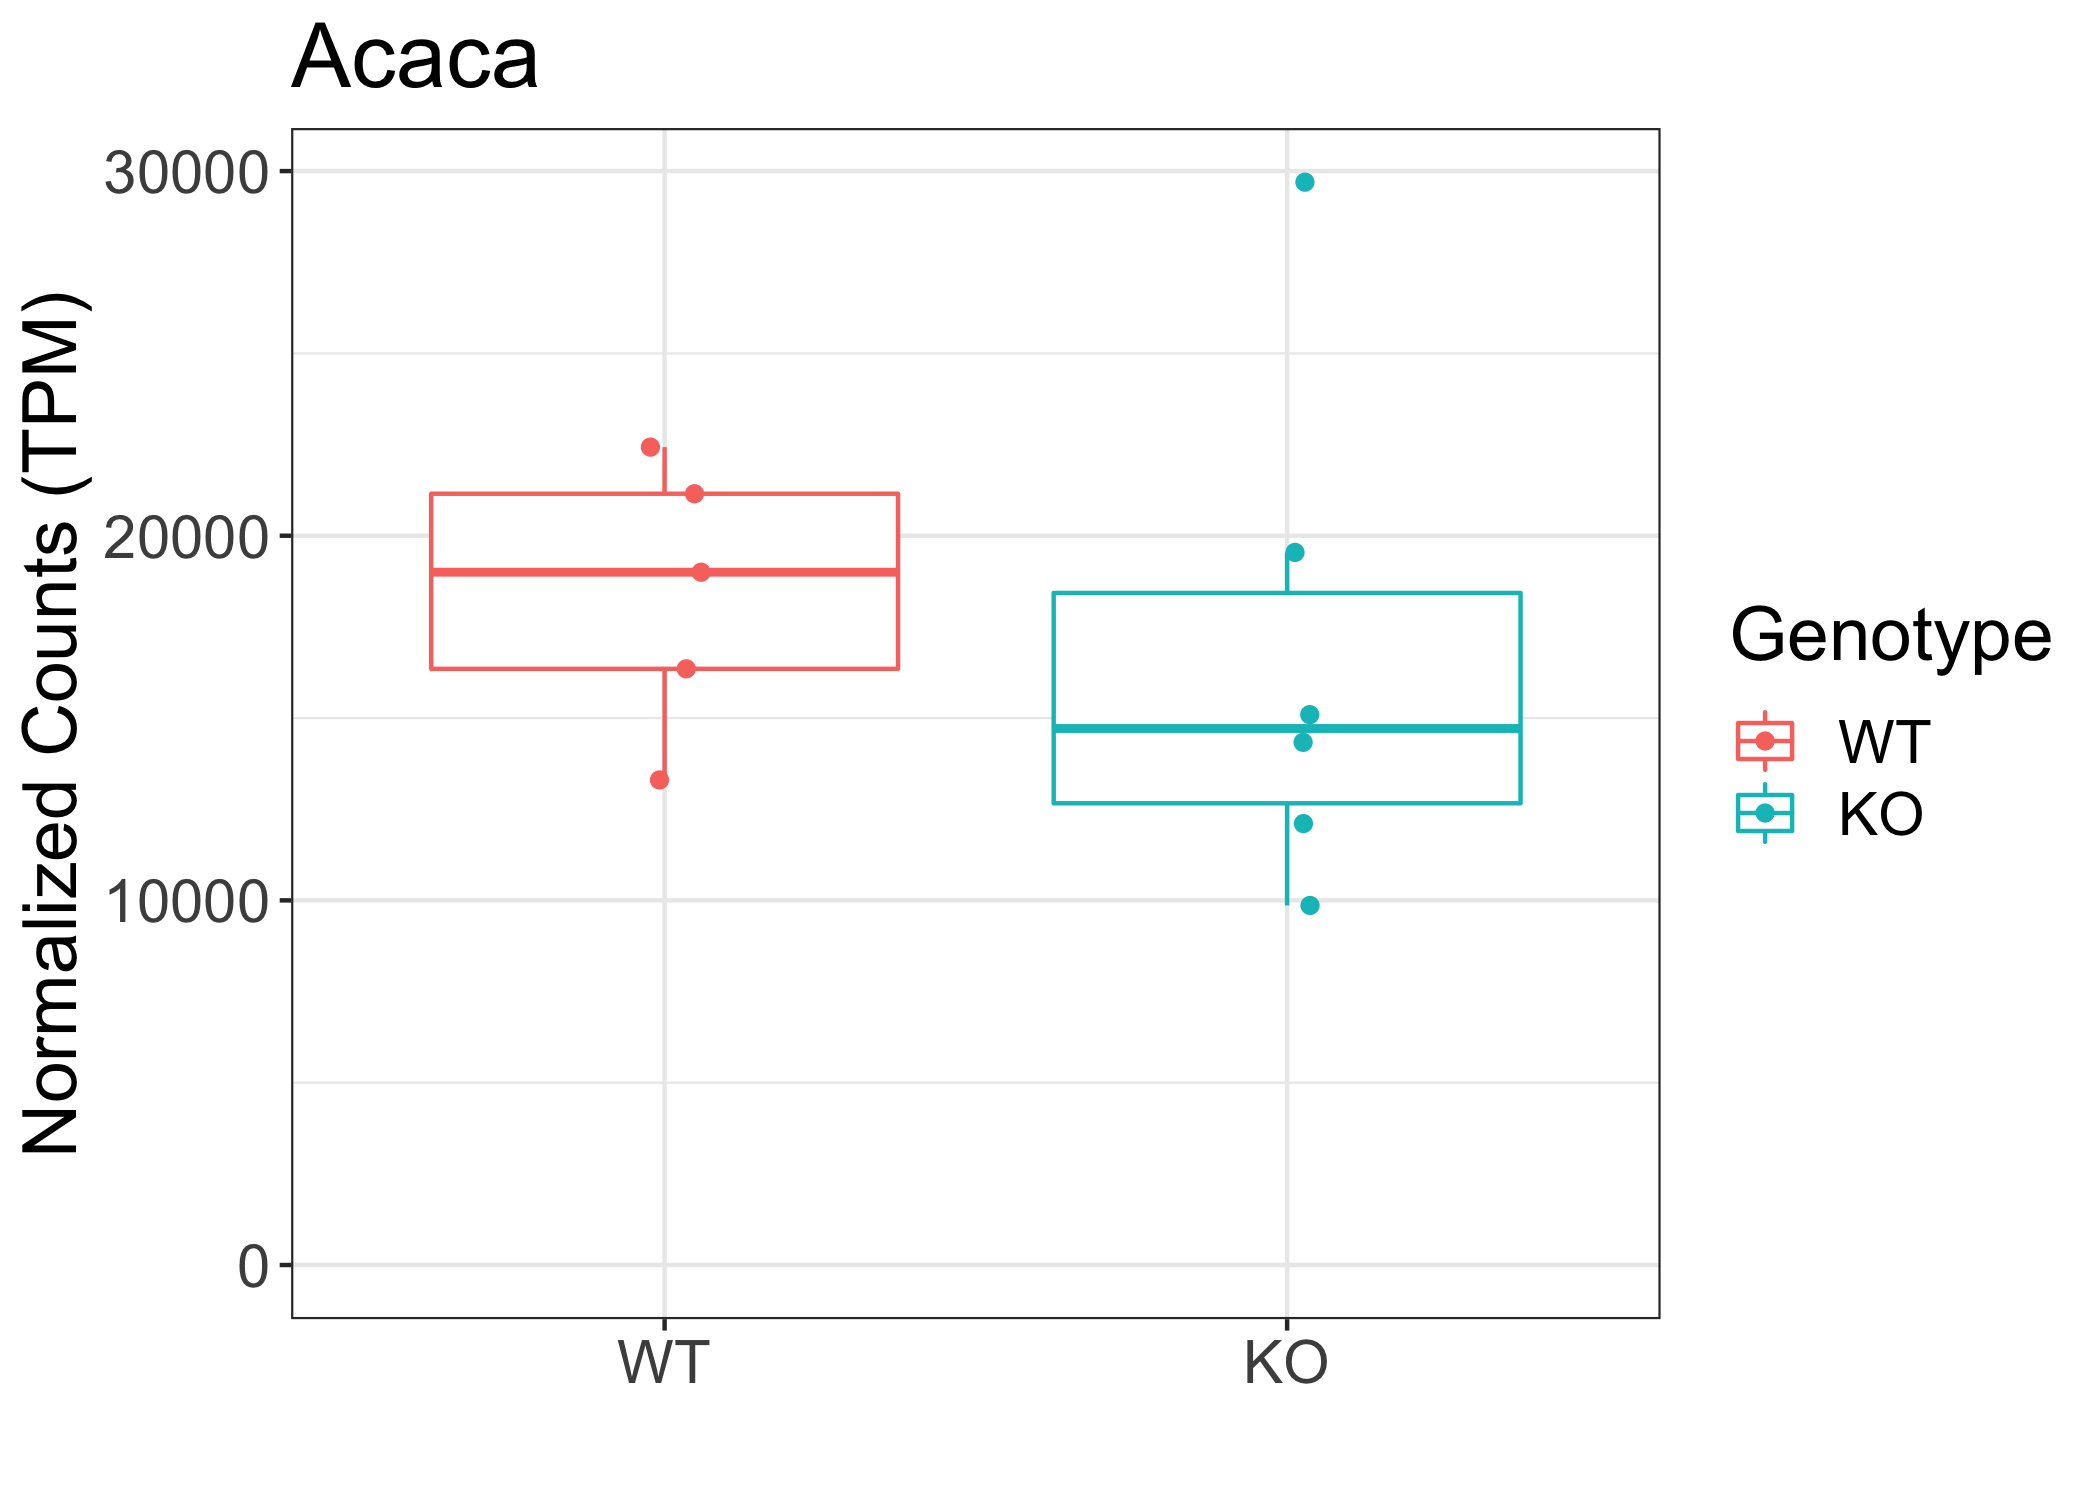 Acaca
Normalized Counts (TPM)
30000
20000
10000
0
WT
KO
Genotype
WT
KO